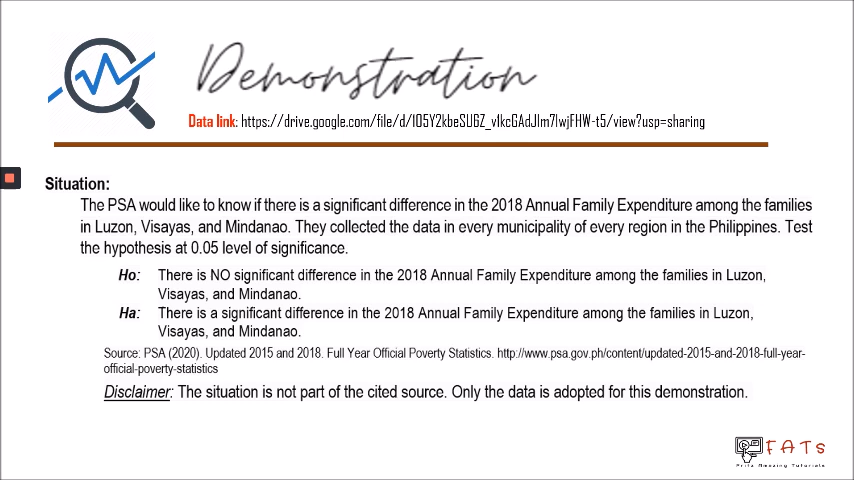 Demonstration
Data link: https://drive.google.com/file/d/1O5Y2kbeSU6Z_v1kcGAdJlm7lwjFHW-t5/view?usp=sharing
Situation:
The PSA would like to know if there is a significant difference in the 2018 Annual Family Expenditure among the families
in Luzon, Visayas, and Mindanao. They collected the data in every municipality of every region in the Philippines. Test
the hypothesis at 0.05 level of significance.
Ho: There is NO significant difference in the 2018 Annual Family Expenditure among the families in Luzon,
Visayas, and Mindanao.
Ha: There is a significant difference in the 2018 Annual Family Expenditure among the families in Luzon,
Visayas, and Mindanao.
Source: PSA (2020). Updated 2015 and 2018. Full Year Official Poverty Statistics. http://www.psa.gov.ph/content/updated-2015-and-2018-full-year-
official-poverty-statistics
Disclaimer: The situation is not part of the cited source. Only the data is adopted for this demonstration.
FATs
Fritz Amazing Tutorials